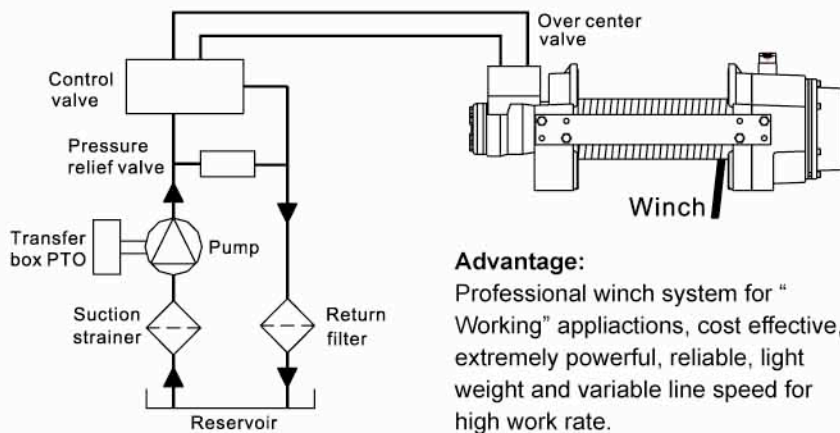 Over center
valve
Control
valve
Pressure
relief valve
Transfer
box PTO
Pump
Winch
Suction
strainer
Return
filter
Reservoir
Advantage:
Professional winch system for “
Working” appliactions, cost effective,
extremely powerful, reliable, light
weight and variable line speed for
high work rate.